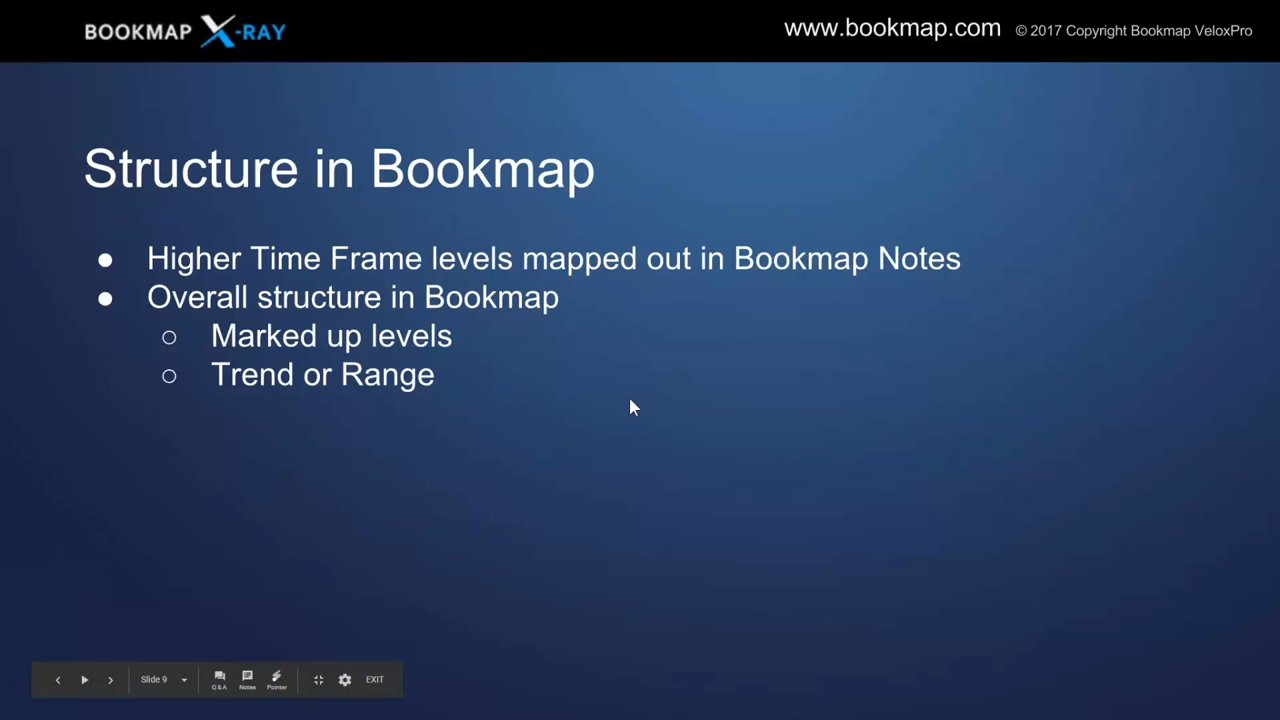 BOOKMAP X-RAY
www.bookmap.com © 2017 Copyright Bookmap VeloxPro
Structure in Bookmap
● Higher Time Frame levels mapped out in Bookmap Notes
● Overall structure in Bookmap
○ Marked up levels
○ Trend or Range
Slide 9
Q & A Notes Pointer
EXIT